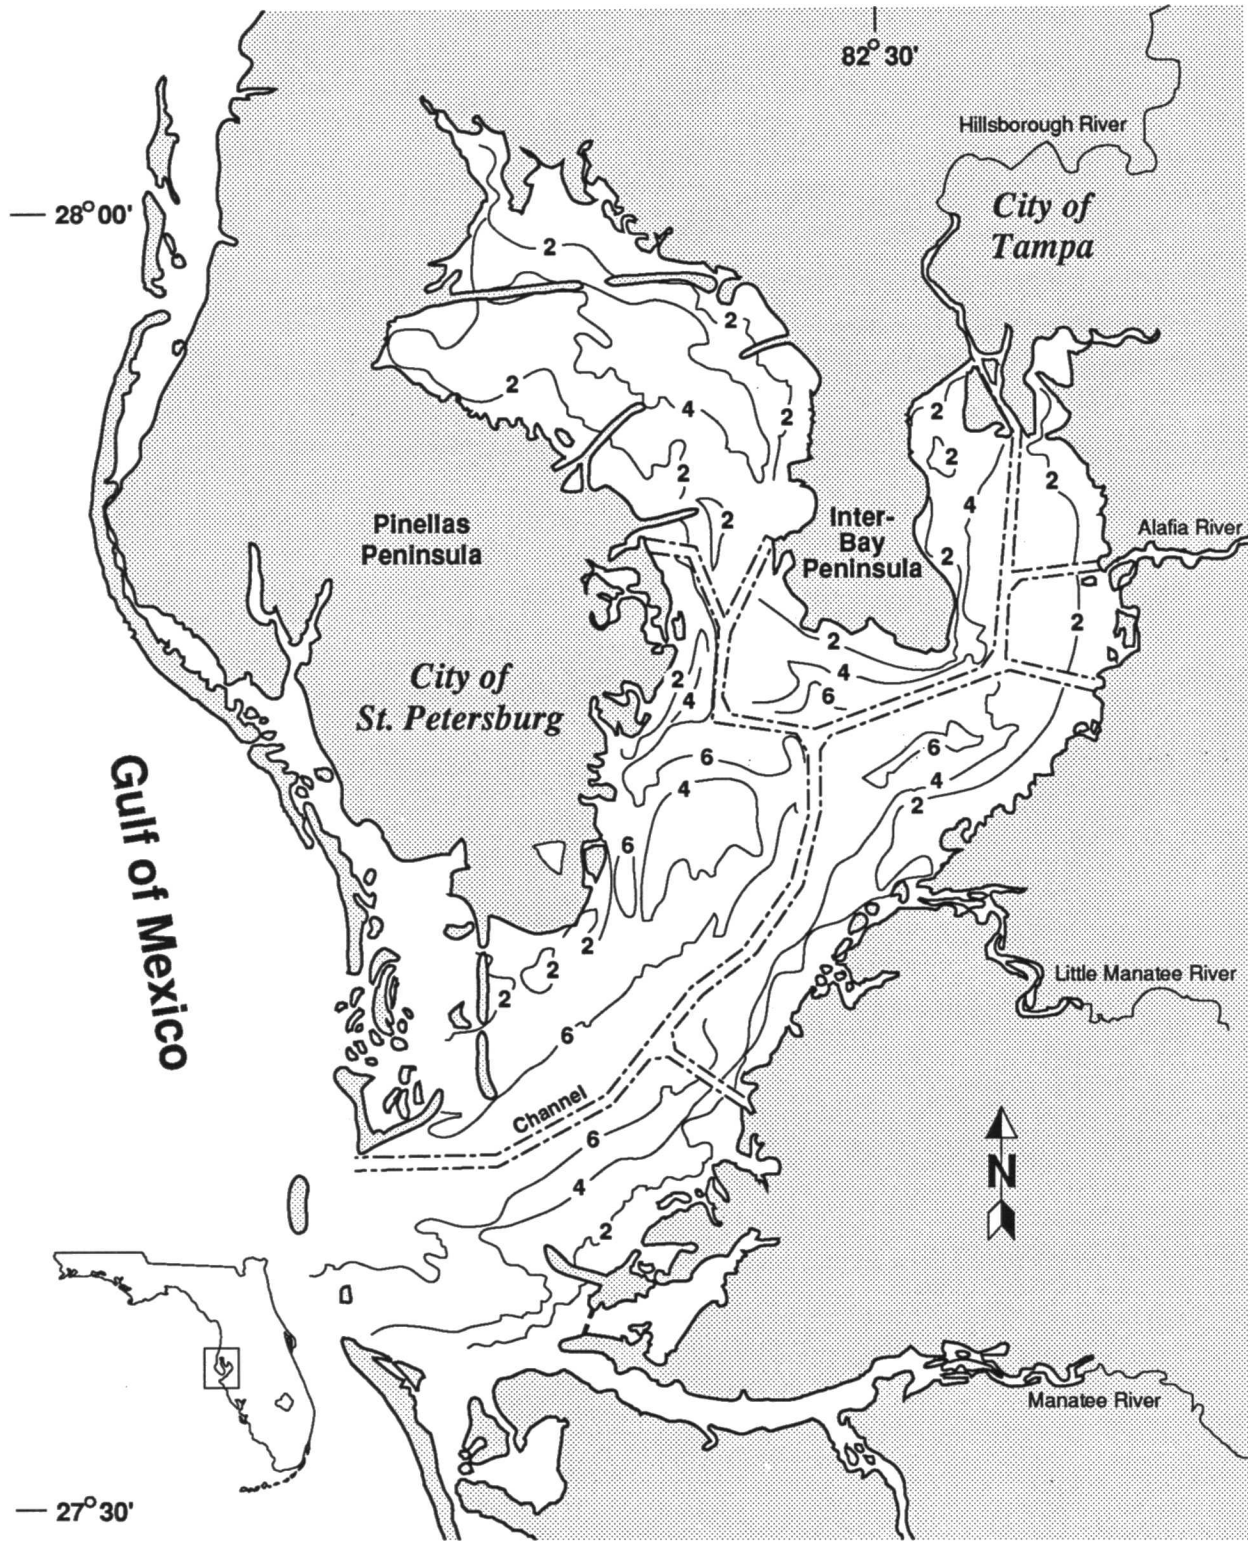 82° 30'
Hillsborough River
28° 00'
City of
Tampa
2
2
2
4
2
2
2
2
4
2
2
2
Pinellas
Peninsula
Inter-
Bay
Peninsula
Alafia River
2
2
2
4
City of
St. Petersburg
2
4
6
6
6
4
4
2
Gulf of Mexico
6
2
2
2
Little Manatee River
6
Channel
6
N
4
2
Manatee River
27° 30'